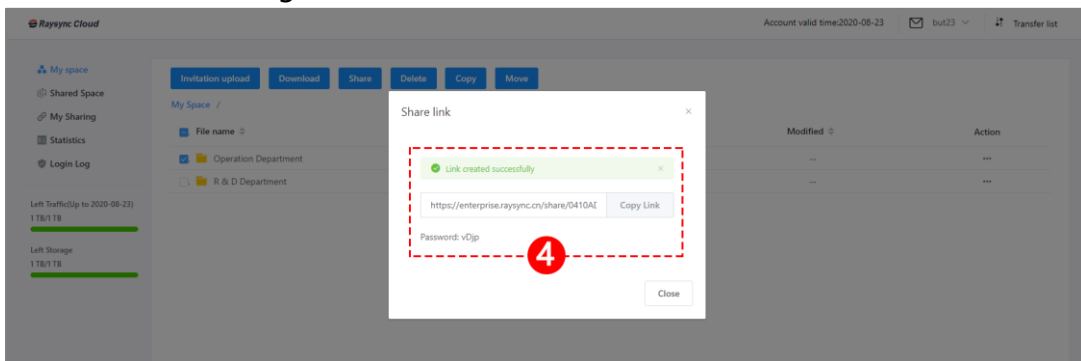 Raysync Cloud
Account valid time:2020-08-23
but23
Transfer list
My space
Shared Space
My Sharing
Statistics
Login Log
Left Traffic(Up to 2020-08-23)
1 TB/1 TB
Left Storage
1 TB/1 TB
Invitation upload Download Share Delete Copy Move
My Space /
File name Modified Action
Operation Department -- ···
R & D Department -- ···
Share link ×
Link created successfully ×
https://enterprise.raysync.cn/share/0410A Copy Link
Password: vDjp
4
Close